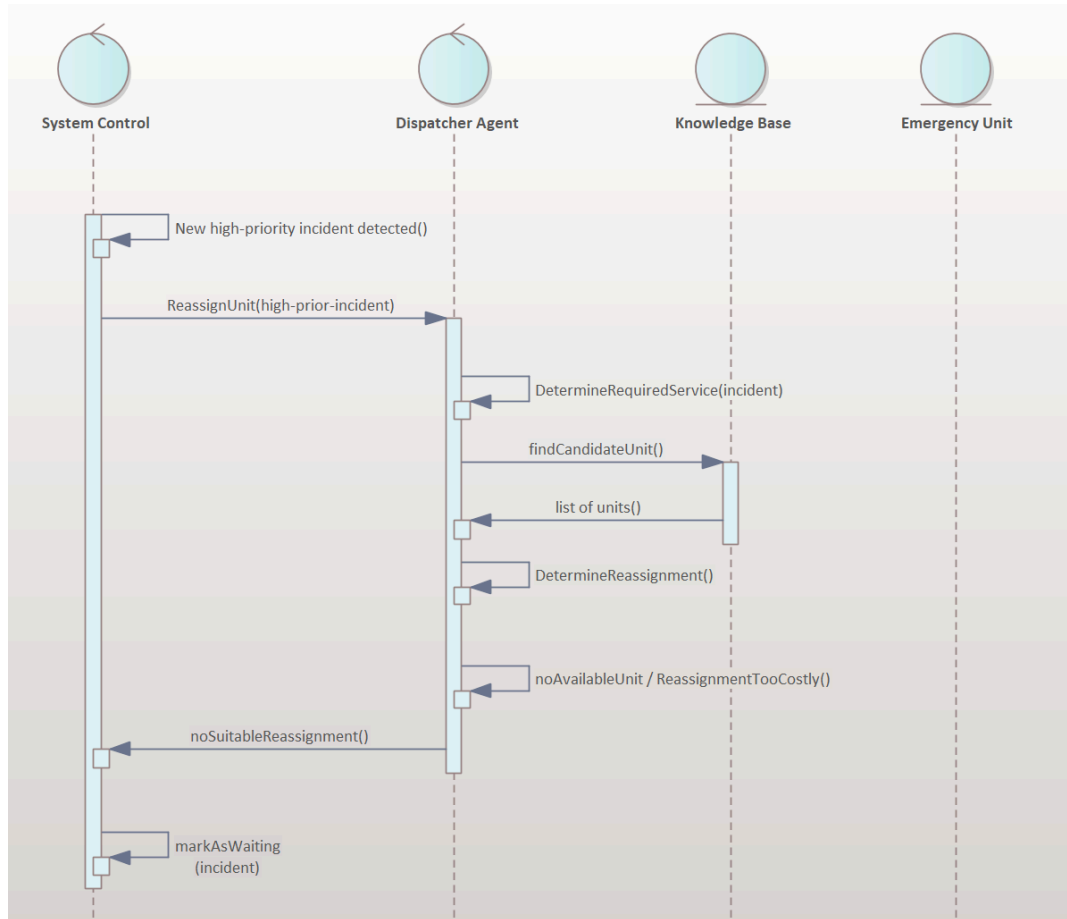 System Control
Dispatcher Agent
Knowledge Base
Emergency Unit
New high-priority incident detected()
ReassignUnit(high-prior-incident)
DetermineRequiredService(incident)
findCandidateUnit()
list of units()
DetermineReassignment()
noAvailableUnit / ReassignmentTooCostly()
noSuitableReassignment()
markAsWaiting
(incident)